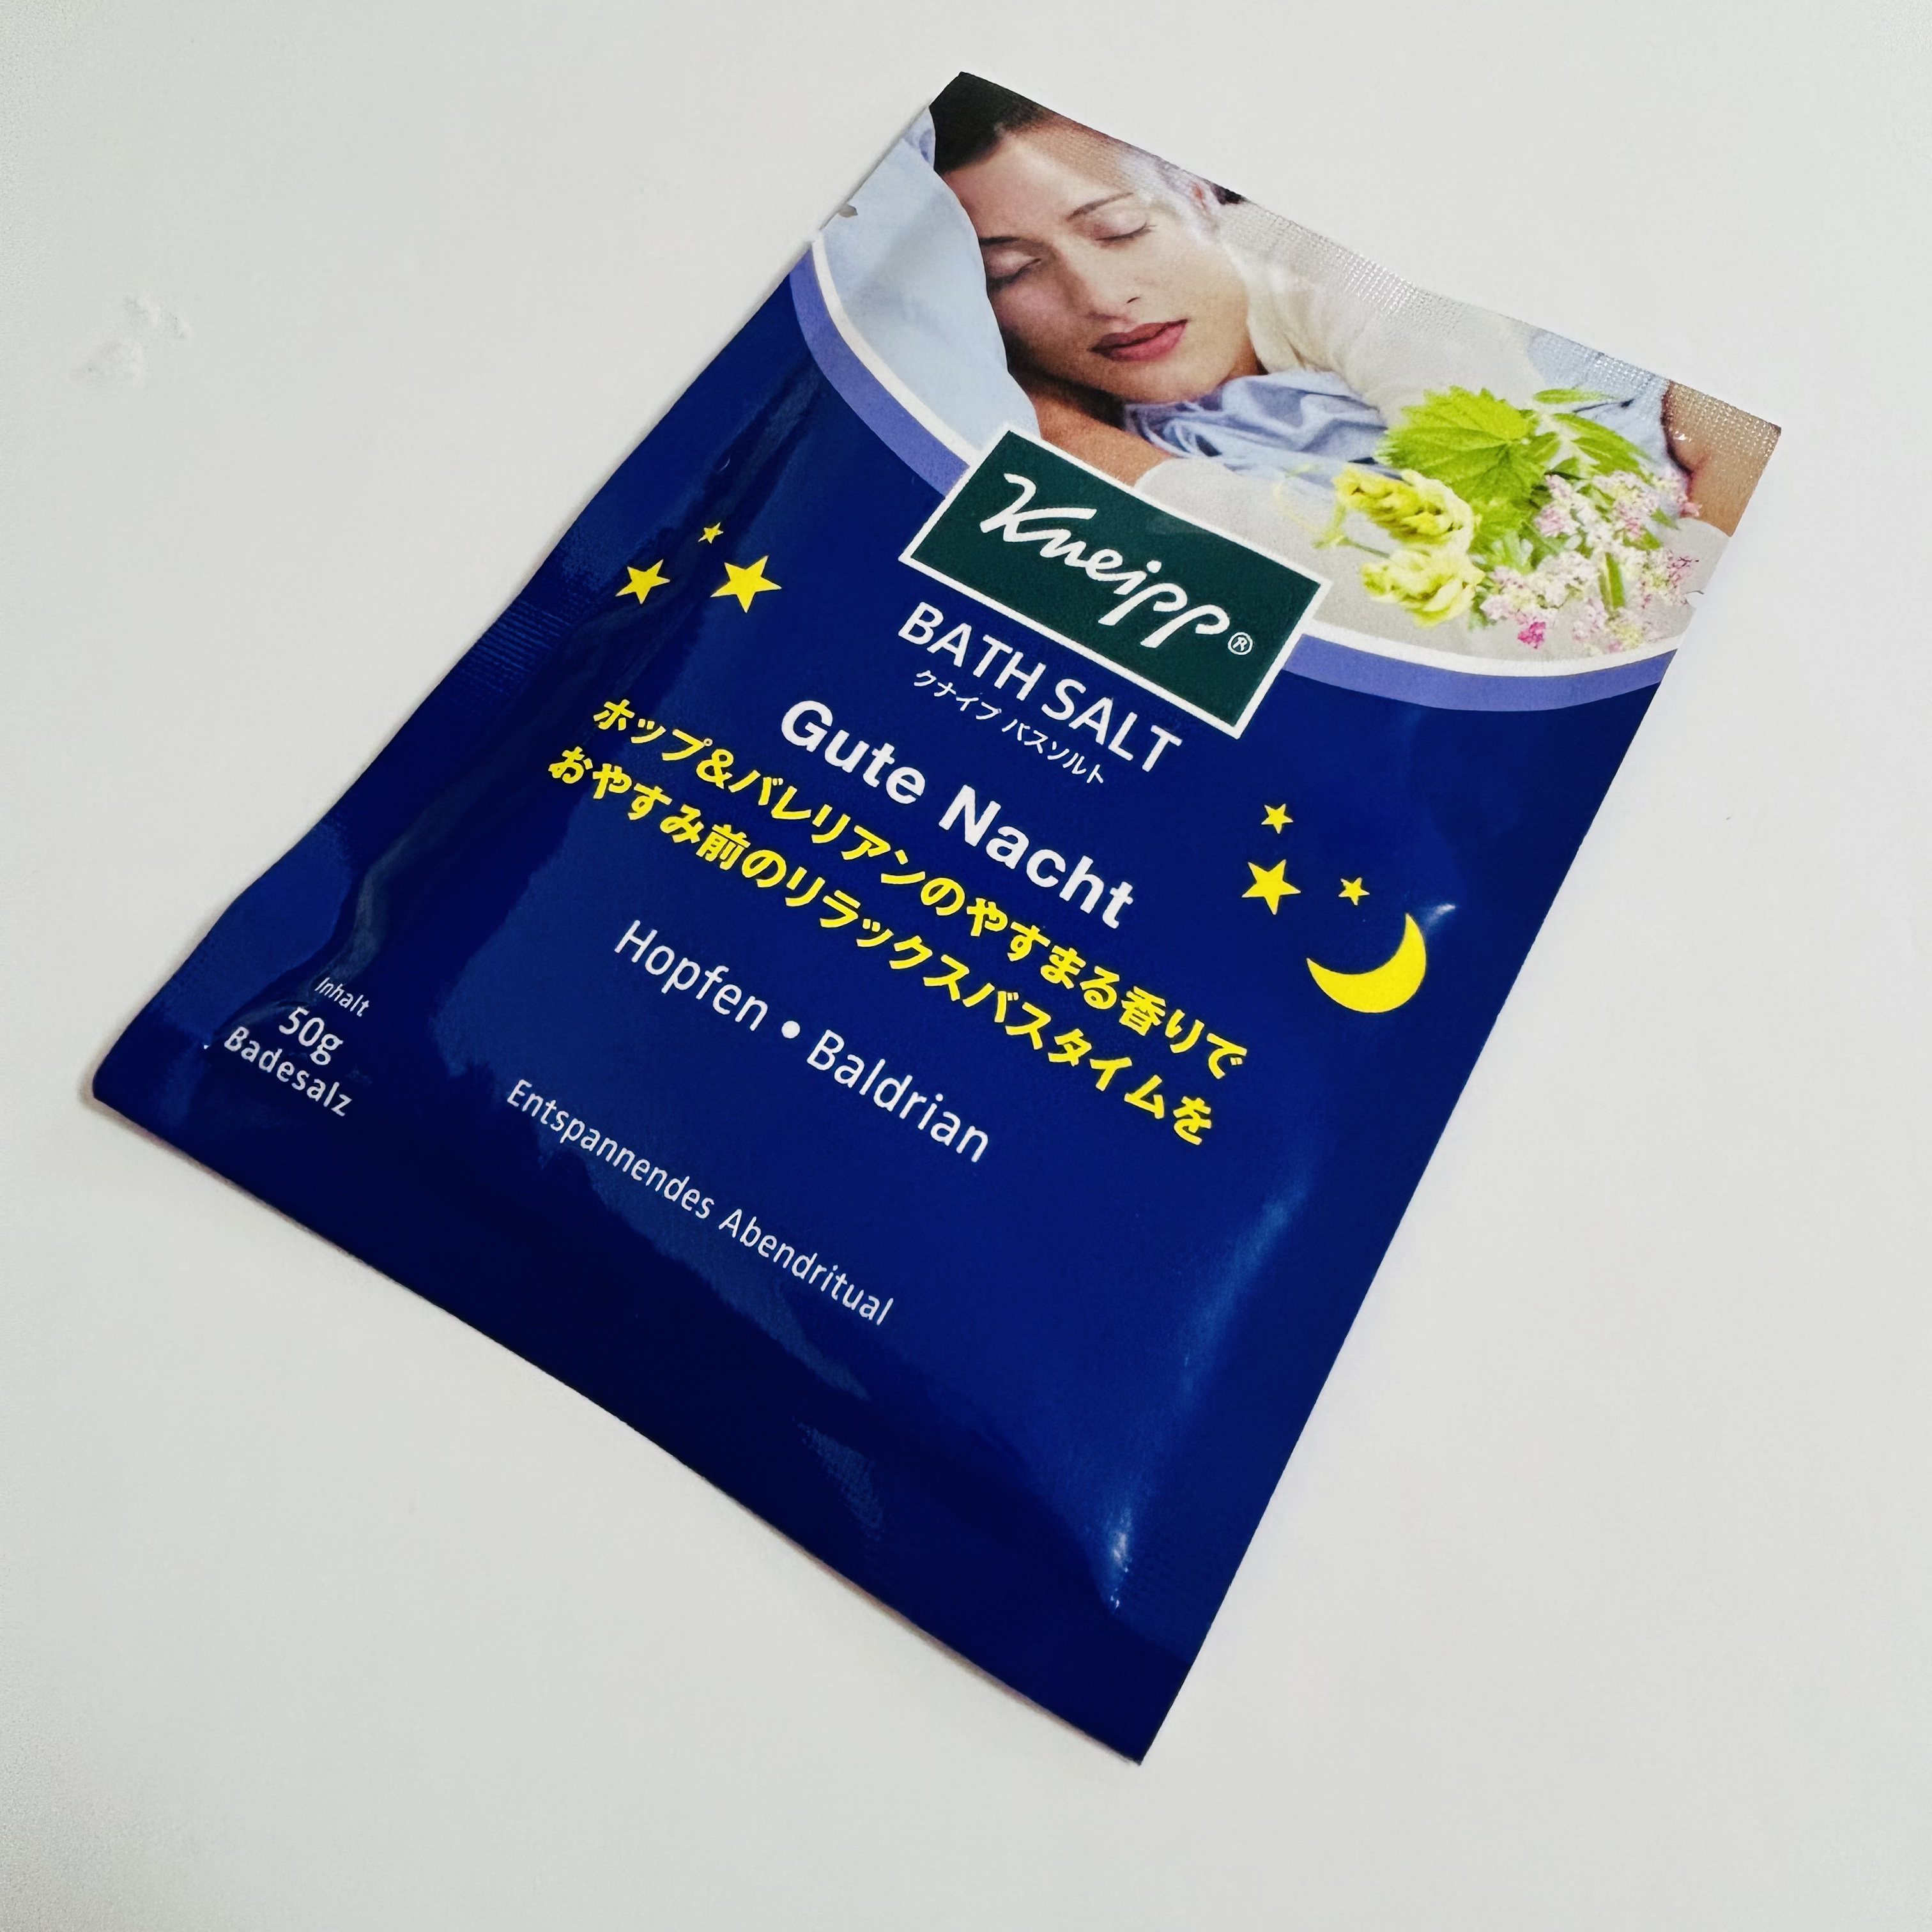 Kneipp®
BATH SALT
クナイプ バスソルト
Gute Nacht
ホップ&バレリアンのやすまる香りで
おやすみ前のリラックスバスタイムを
Hopfen • Baldrian
Entspannendes Abendritual
Inhalt
50g
Badesalz